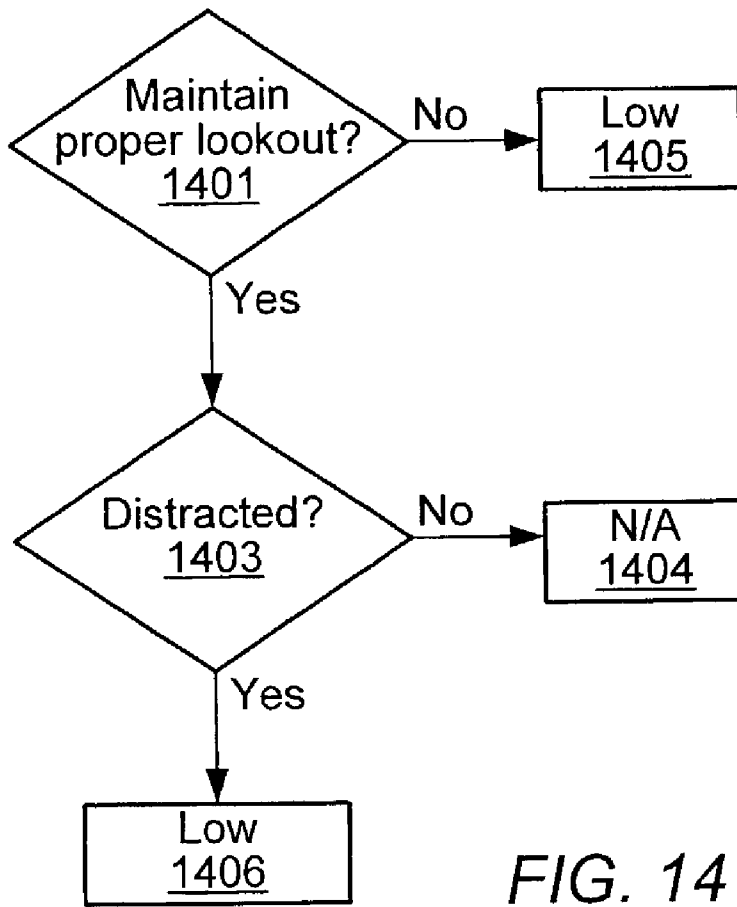 Maintain
proper lookout?
1401
No
Low
1405
Yes
Distracted?
1403
No
N/A
1404
Yes
Low
1406
FIG. 14